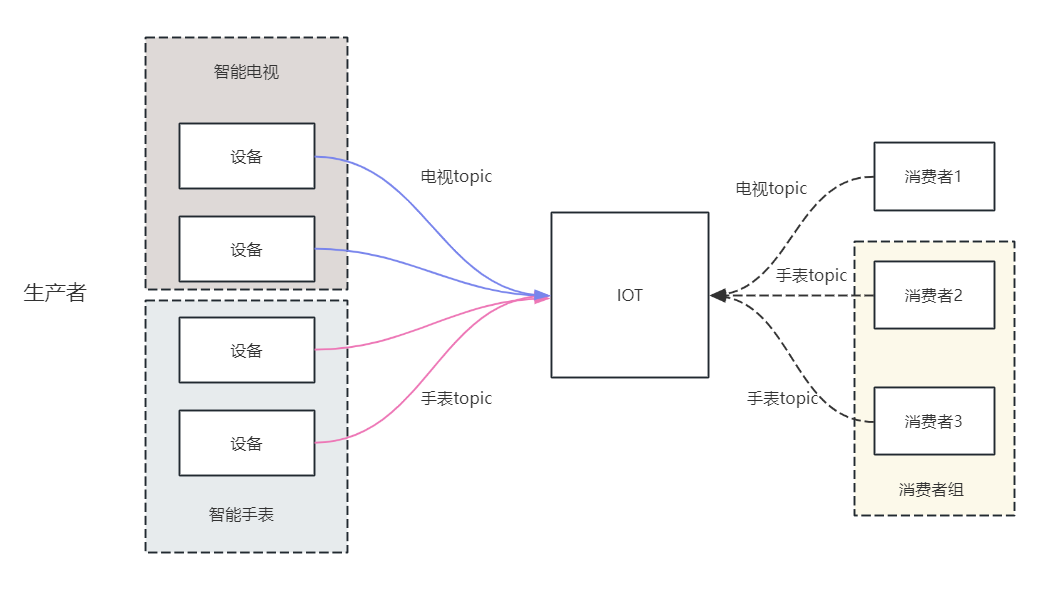 智能电视
设备
设备
生产者
设备
设备
智能手表
电视topic
手表topic
IOT
电视topic
手表topic
手表topic
消费者1
消费者2
消费者3
消费者组